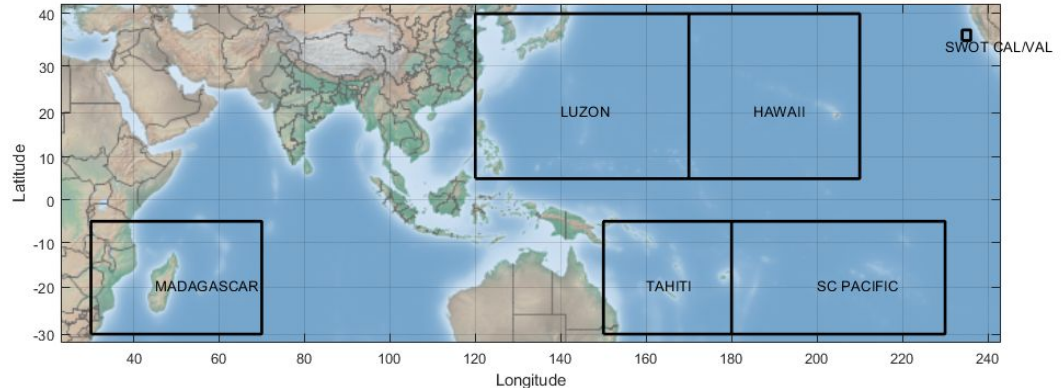 40
30
20
10
0
-10
-20
-30
Latitude
SWOT CAL/VAL
LUZON
HAWAII
MADAGASCAR
TAHITI
SC PACIFIC
40 60 80 100 120 140 160 180 200 220 240
Longitude